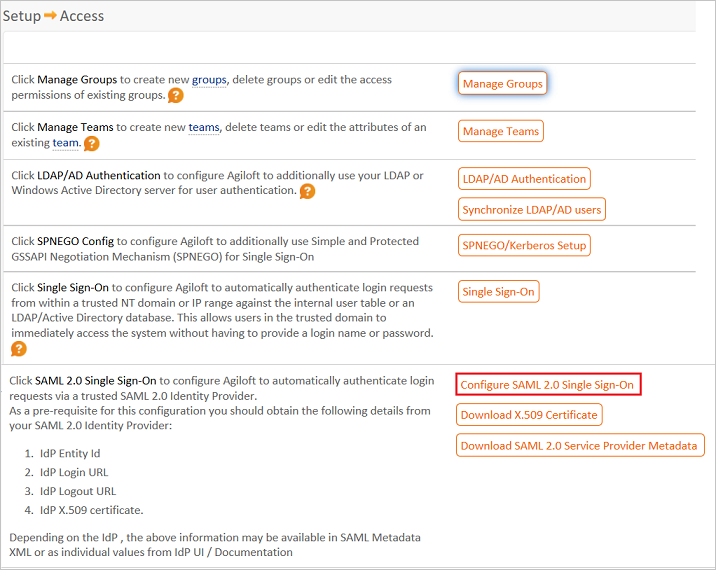 Setup Access
Click Manage Groups to create new groups, delete groups or edit the access
permissions of existing groups. ?
Manage Groups
Click Manage Teams to create new teams, delete teams or edit the attributes of an
existing team. ?
Manage Teams
Click LDAP/AD Authentication to configure Agiloft to additionally use your LDAP or
Windows Active Directory server for user authentication. ?
LDAP/AD Authentication
Synchronize LDAP/AD users
Click SPNEGO Config to configure Agiloft to additionally use Simple and Protected
GSSAPI Negotiation Mechanism (SPNEGO) for Single Sign-On
SPNEGO/Kerberos Setup
Click Single Sign-On to configure Agiloft to automatically authenticate login requests
from within a trusted NT domain or IP range against the internal user table or an
LDAP/Active Directory database. This allows users in the trusted domain to
immediately access the system without having to provide a login name or password.
?
Single Sign-On
Click SAML 2.0 Single Sign-On to configure Agiloft to automatically authenticate login
requests via a trusted SAML 2.0 Identity Provider.
As a pre-requisite for this configuration you should obtain the following details from
your SAML 2.0 Identity Provider:
1. IdP Entity Id
2. IdP Login URL
3. IdP Logout URL
4. IdP X.509 certificate.
Depending on the IdP , the above information may be available in SAML Metadata
XML or as individual values from IdP UI / Documentation
Configure SAML 2.0 Single Sign-On
Download X.509 Certificate
Download SAML 2.0 Service Provider Metadata